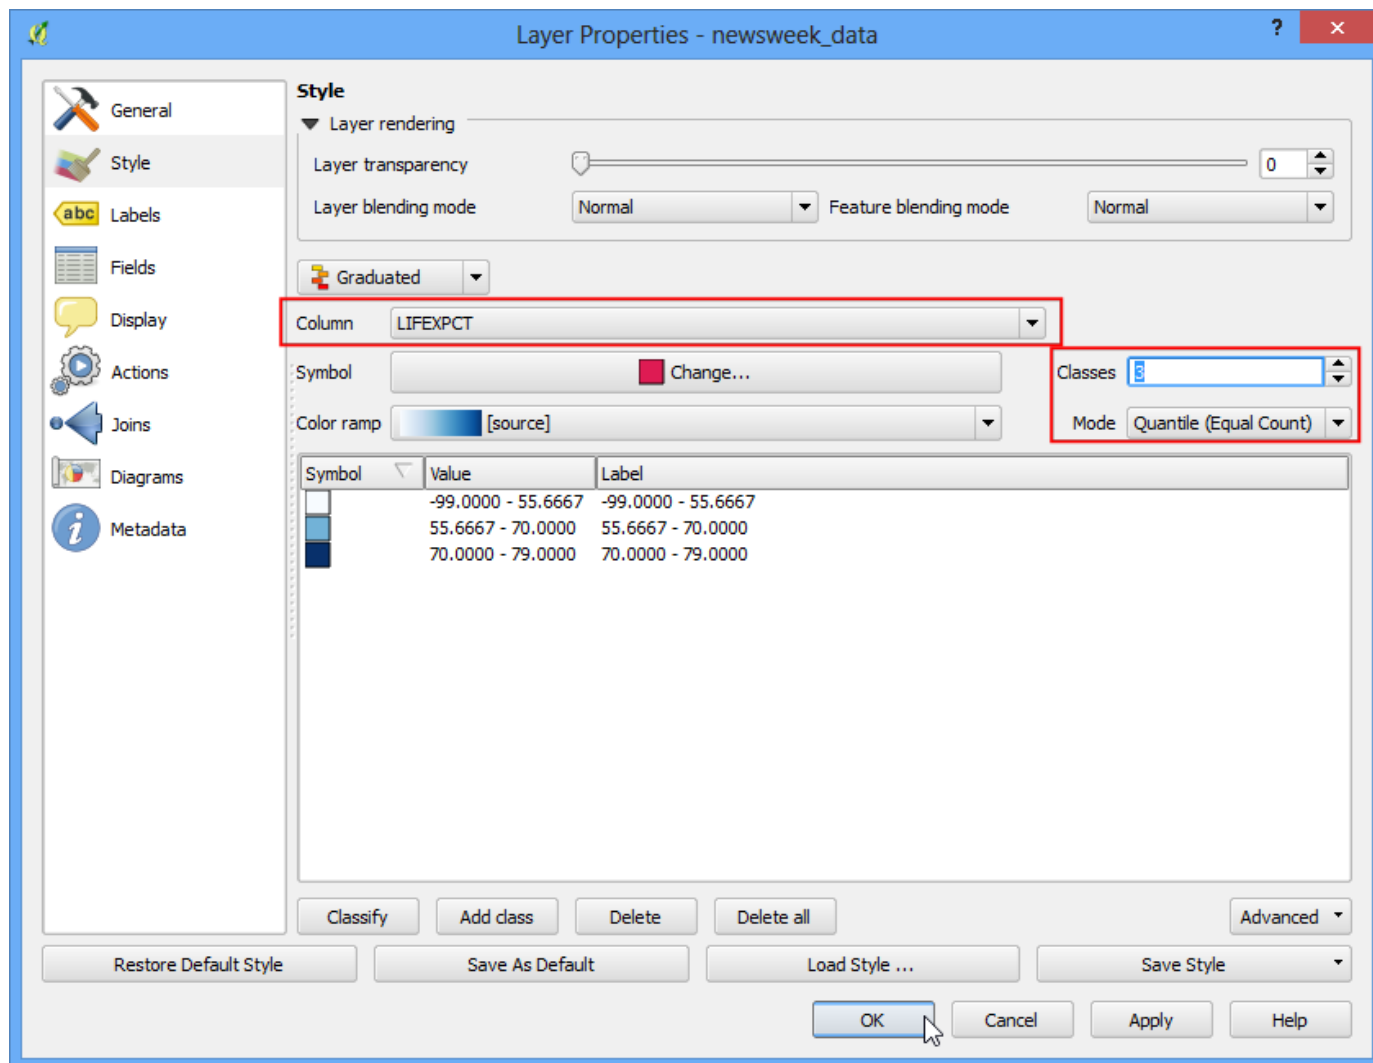 Layer Properties - newsweek_data
?
General
Style
abc Labels
Fields
Display
Actions
Joins
Diagrams
Metadata
Style
Layer rendering
Layer transparency 0
Layer blending mode Normal Feature blending mode Normal
Graduated
Column LIFEXPCT
Symbol Change... Classes 3
Color ramp [source] Mode Quantile (Equal Count)
Symbol Value Label
-99.0000 - 55.6667 -99.0000 - 55.6667
55.6667 - 70.0000 55.6667 - 70.0000
70.0000 - 79.0000 70.0000 - 79.0000
Classify Add class Delete Delete all Advanced
Restore Default Style Save As Default Load Style ... Save Style
OK Cancel Apply Help